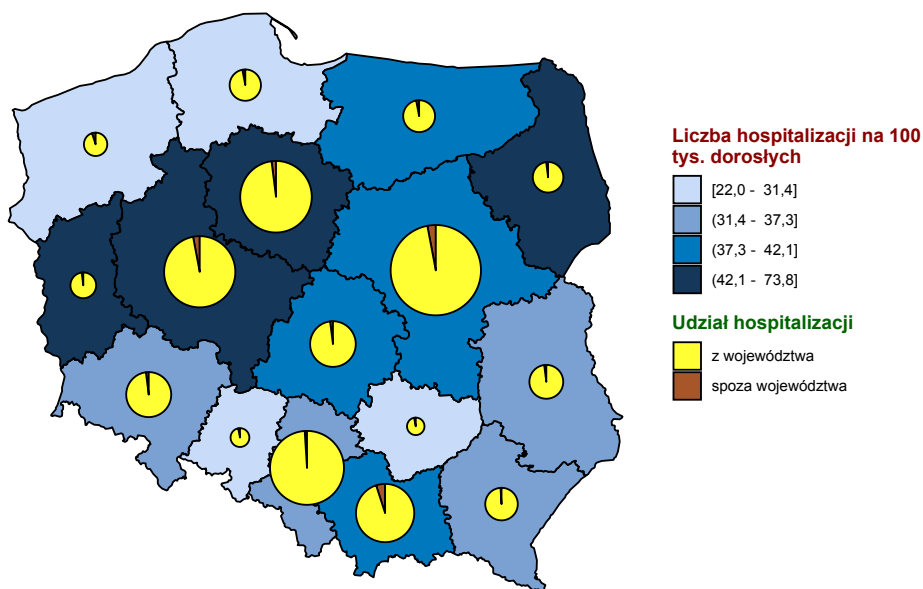 Liczba hospitalizacji na 100
tys. dorosłych
[22,0 - 31,4]
(31,4 - 37,3]
(37,3 - 42,1]
(42,1 - 73,8]
Udział hospitalizacji
z województwa
spoza województwa